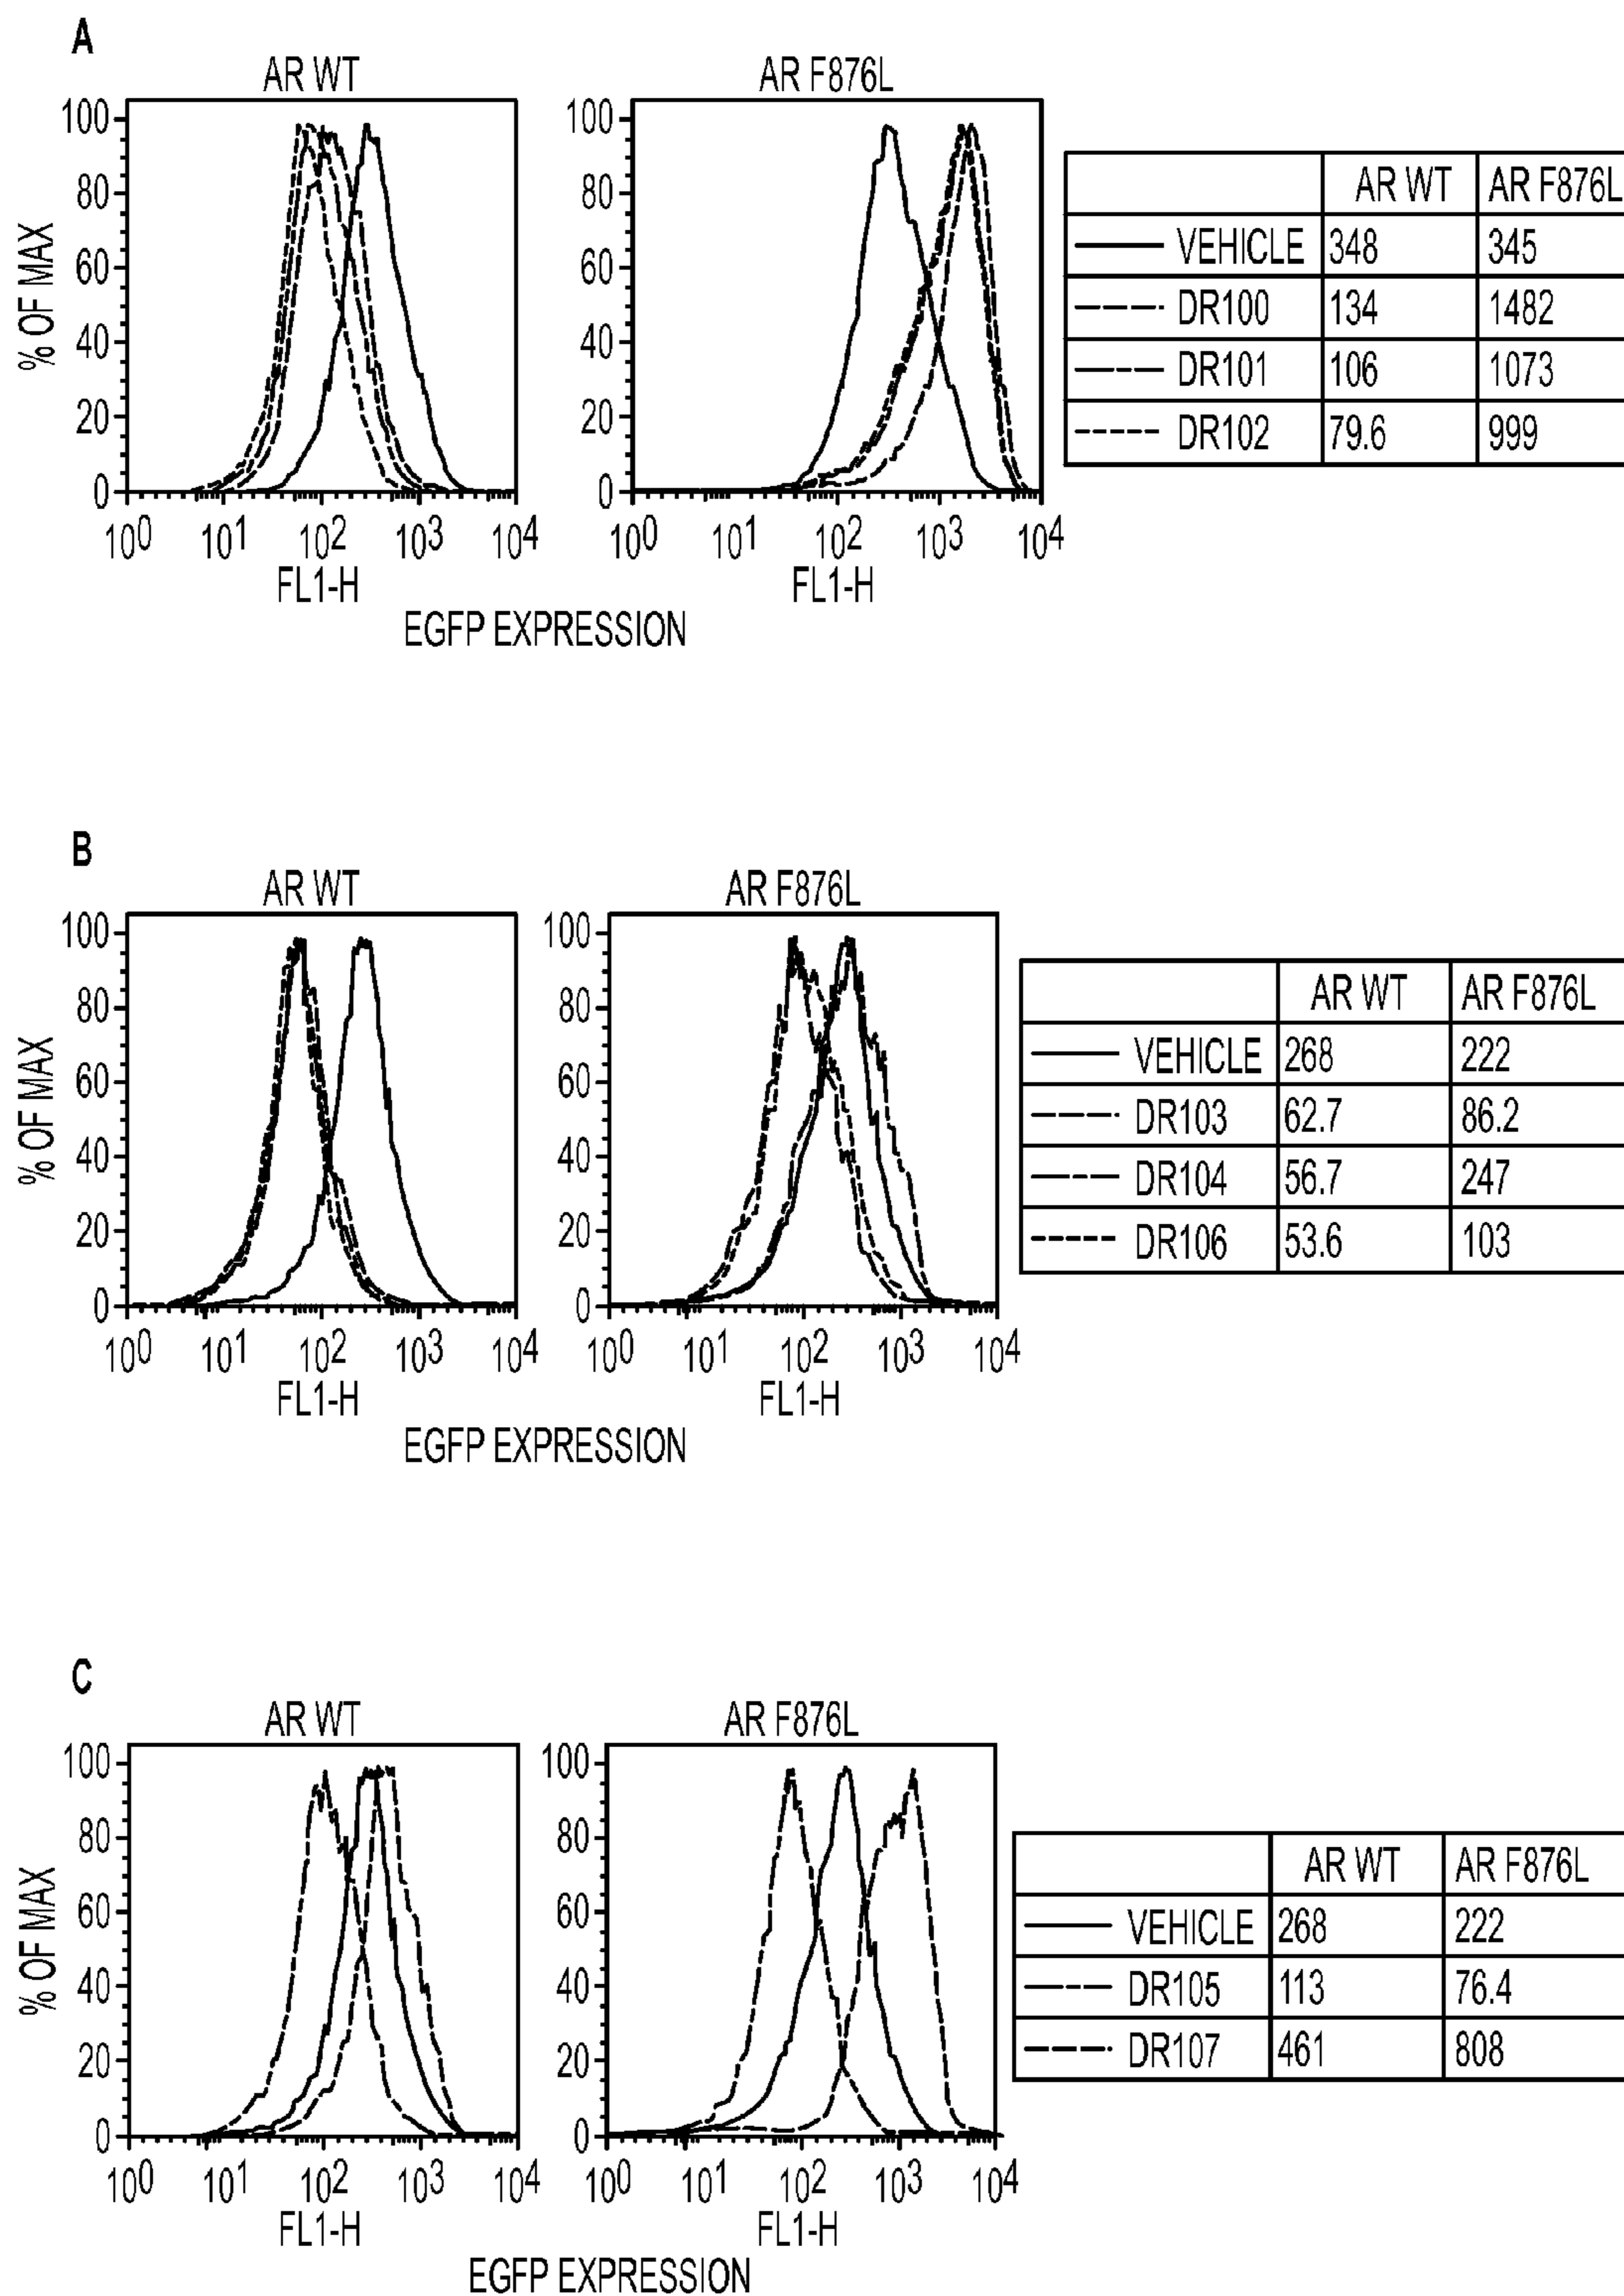 A
AR WT
AR F876L
% OF MAX
100
80
60
40
20
0
10^0 10^1 10^2 10^3 10^4
FL1-H
100
80
60
40
20
0
10^0 10^1 10^2 10^3 10^4
FL1-H
EGFP EXPRESSION
AR WT AR F876L
VEHICLE 348 345
DR100 134 1482
DR101 106 1073
DR102 79.6 999
B
AR WT
AR F876L
% OF MAX
100
80
60
40
20
0
10^0 10^1 10^2 10^3 10^4
FL1-H
100
80
60
40
20
0
10^0 10^1 10^2 10^3 10^4
FL1-H
EGFP EXPRESSION
AR WT AR F876L
VEHICLE 268 222
DR103 62.7 86.2
DR104 56.7 247
DR106 53.6 103
C
AR WT
AR F876L
% OF MAX
100
80
60
40
20
0
10^0 10^1 10^2 10^3 10^4
FL1-H
100
80
60
40
20
0
10^0 10^1 10^2 10^3 10^4
FL1-H
EGFP EXPRESSION
AR WT AR F876L
VEHICLE 268 222
DR105 113 76.4
DR107 461 808